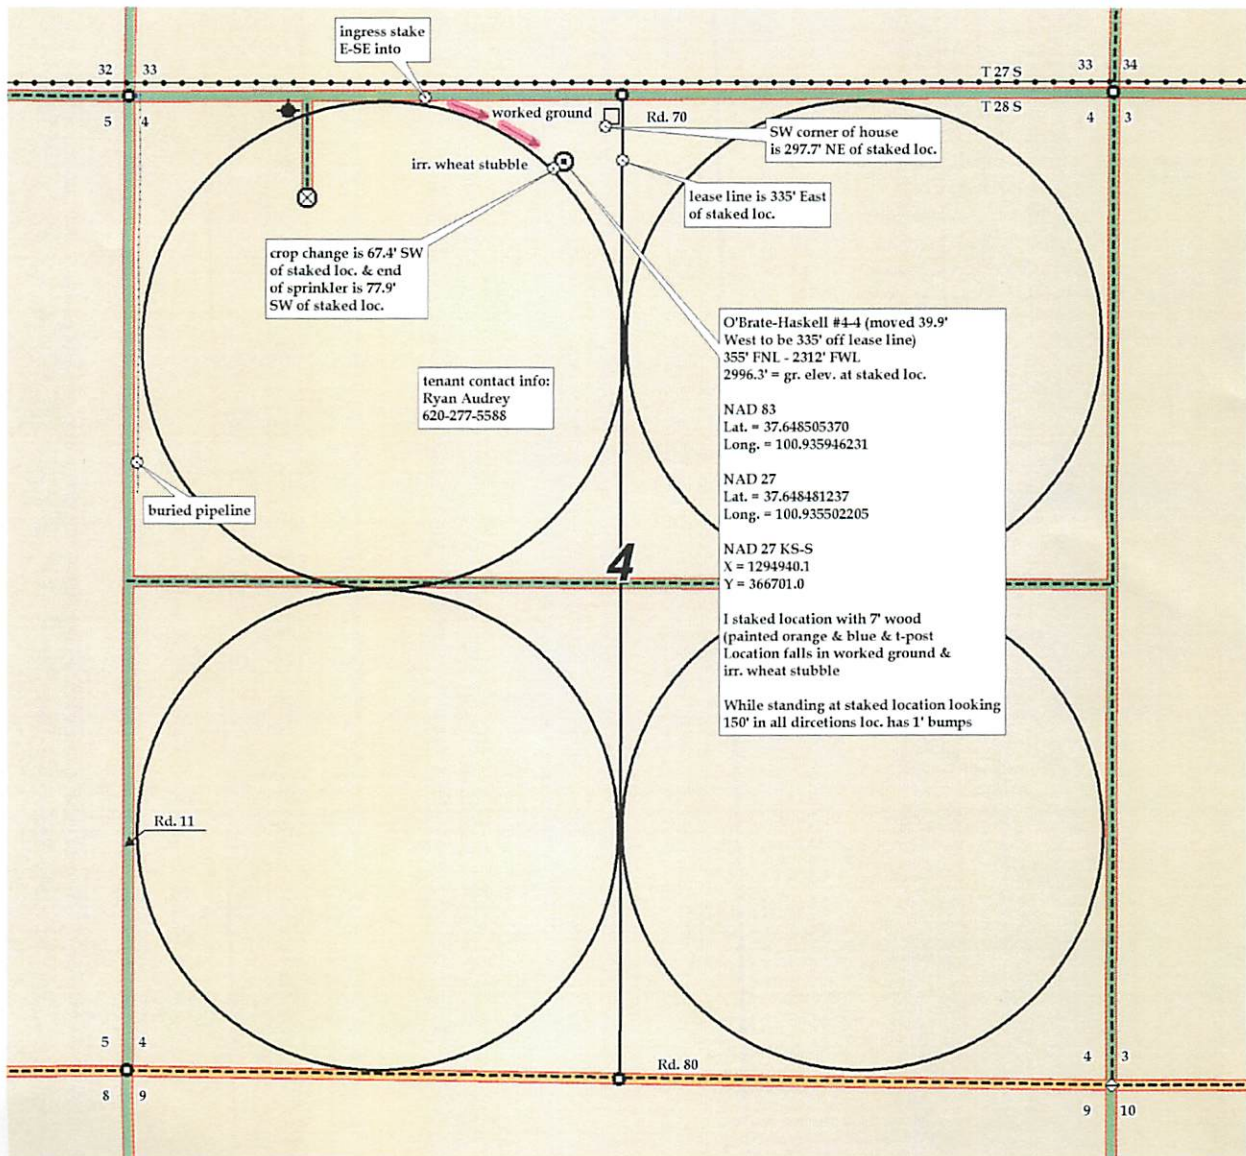 ingress stake
E-SE into
32
33
T 27 S
33
34
5
4
worked ground
Rd. 70
T 28 S
4
3
SW corner of house
is 297.7' NE of staked loc.
irr. wheat stubble
lease line is 335' East
of staked loc.
crop change is 67.4' SW
of staked loc. & end
of sprinkler is 77.9'
SW of staked loc.
O'Brate-Haskell #4-4 (moved 39.9'
West to be 335' off lease line)
355' FNL - 2312' FWL
2996.3' = gr. elev. at staked loc.
NAD 83
Lat. = 37.648505370
Long. = 100.935946231
NAD 27
Lat. = 37.648481237
Long. = 100.935502205
NAD 27 KS-S
X = 1294940.1
Y = 366701.0
I staked location with 7' wood
(painted orange & blue & t-post
Location falls in worked ground &
irr. wheat stubble
While standing at staked location looking
150' in all dircetions loc. has 1' bumps
tenant contact info:
Ryan Audrey
620-277-5588
buried pipeline
4
Rd. 11
5
4
Rd. 80
4
3
8
9
9
10